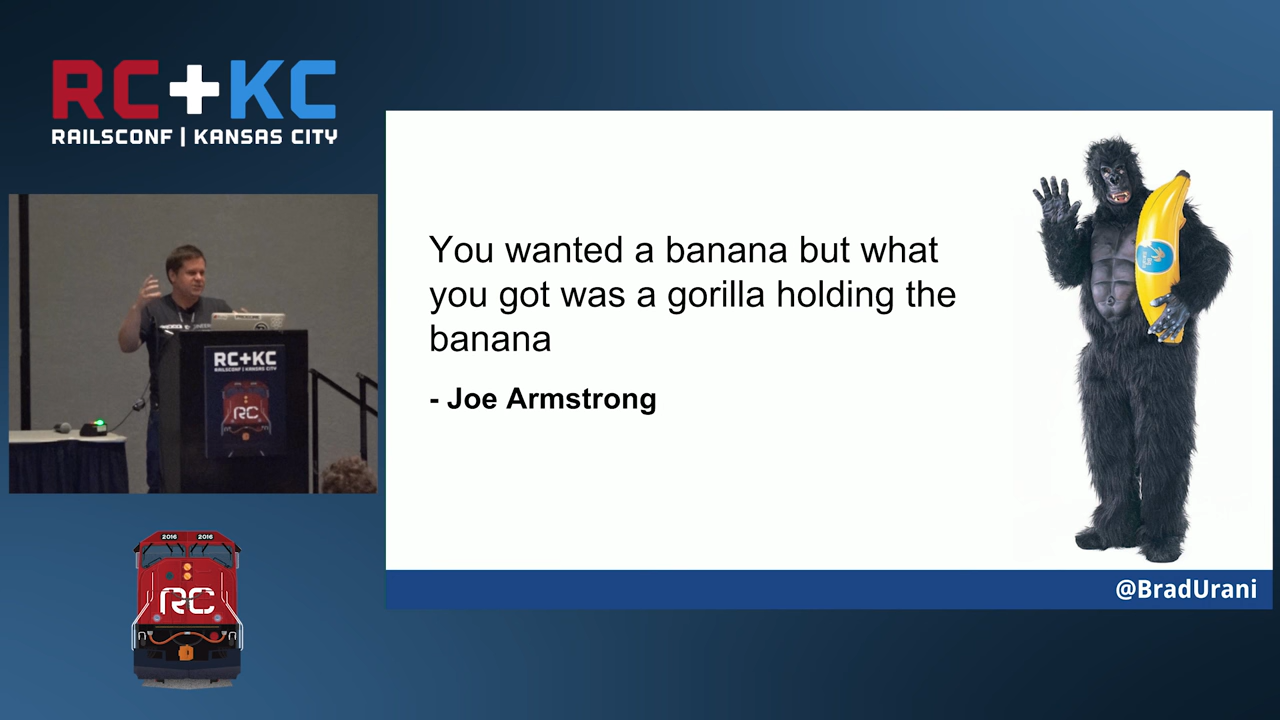 RC+KC
RAILSCONF | KANSAS CITY
You wanted a banana but what
you got was a gorilla holding the
banana
- Joe Armstrong
@BradUrani
RC+KC
RAILSCONF | KANSAS CITY
RC
2016 2016
RC